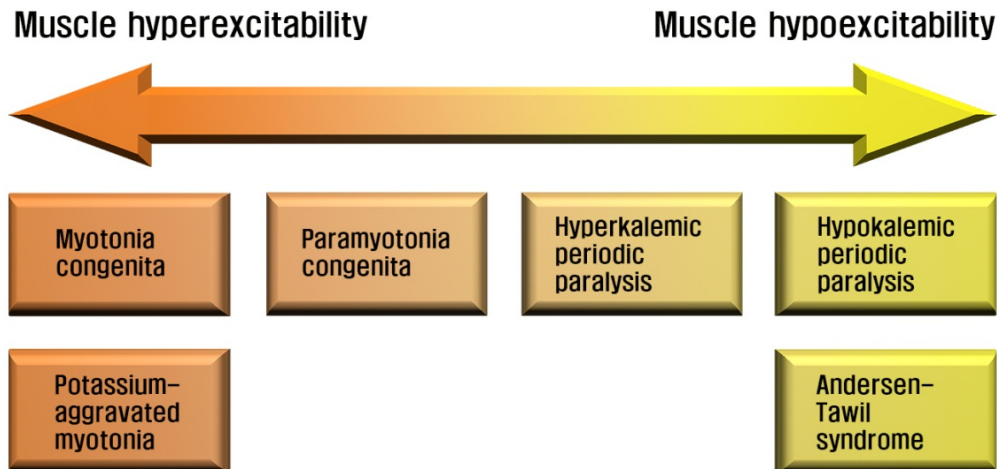 Muscle hyperexcitability
Muscle hypoexcitability
Myotonia
congenita
Paramyotonia
congenita
Hyperkalemic
periodic
paralysis
Hypokalemic
periodic
paralysis
Potassium-
aggravated
myotonia
Andersen-
Tawil
syndrome